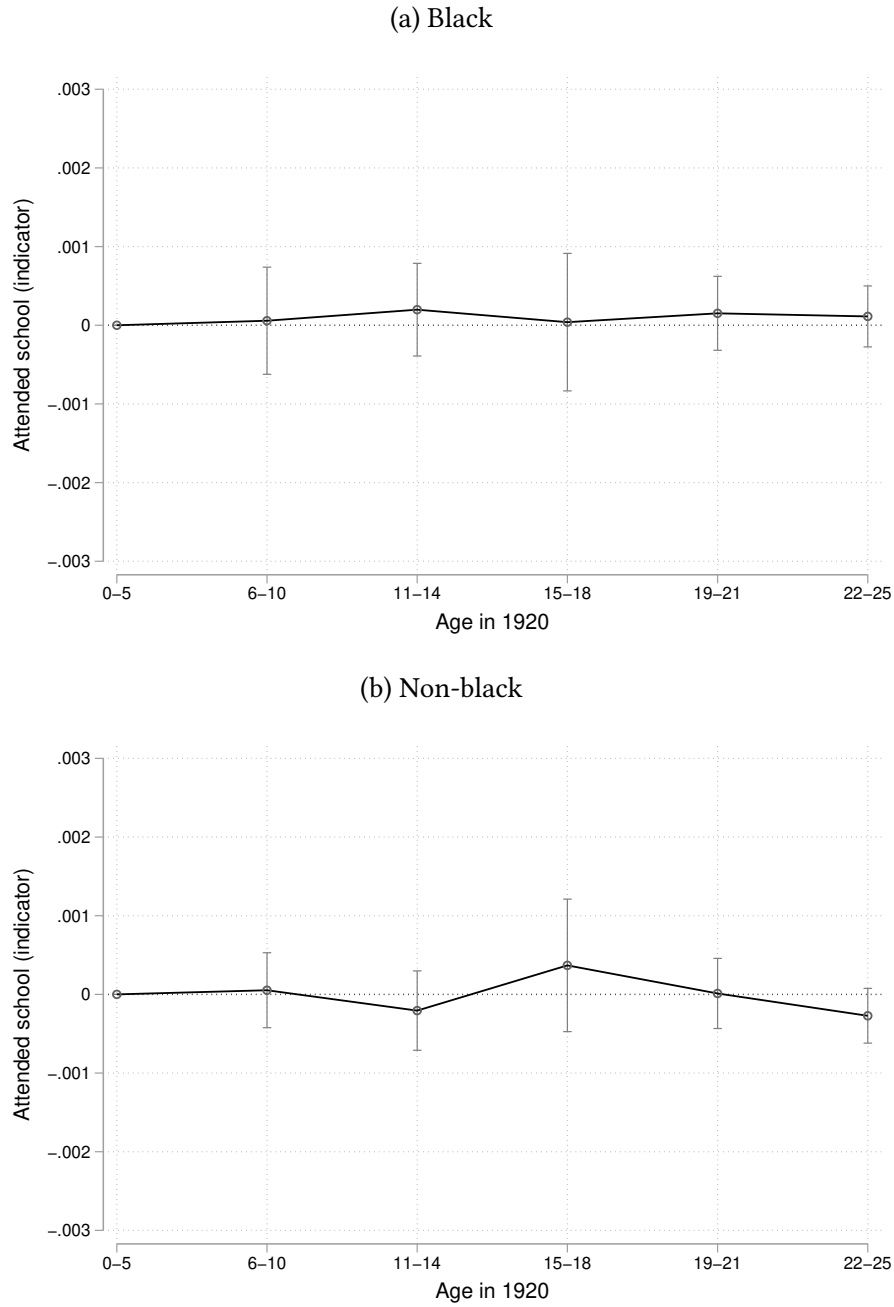 (a) Black
.003
.002
.001
0
−.001
−.002
−.003
Attended school (indicator)
0−5 6−10 11−14 15−18 19−21 22−25
Age in 1920
(b) Non-black
.003
.002
.001
0
−.001
−.002
−.003
Attended school (indicator)
0−5 6−10 11−14 15−18 19−21 22−25
Age in 1920